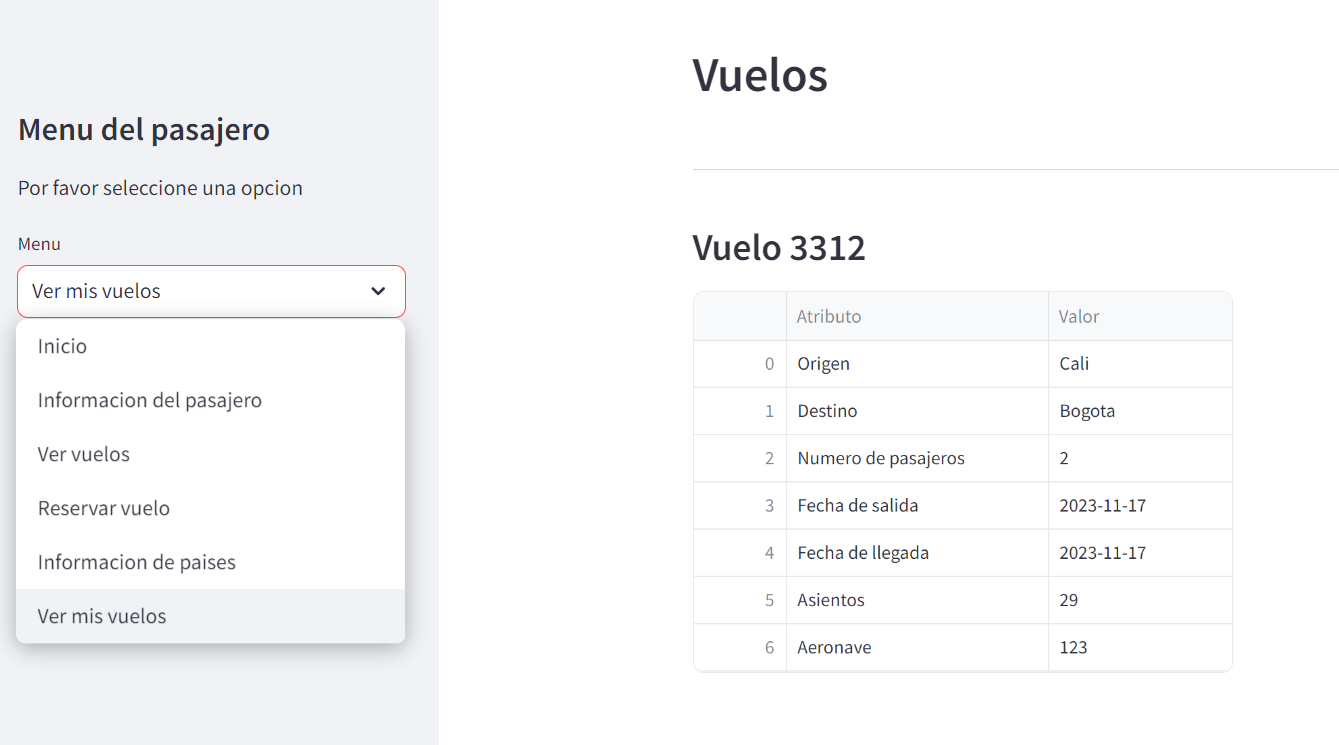 Menu del pasajero
Por favor seleccione una opcion
Menu
Ver mis vuelos
Inicio
Informacion del pasajero
Ver vuelos
Reservar vuelo
Informacion de paises
Ver mis vuelos
Vuelos
Vuelo 3312
Atributo Valor
0 Origen Cali
1 Destino Bogota
2 Numero de pasajeros 2
3 Fecha de salida 2023-11-17
4 Fecha de llegada 2023-11-17
5 Asientos 29
6 Aeronave 123